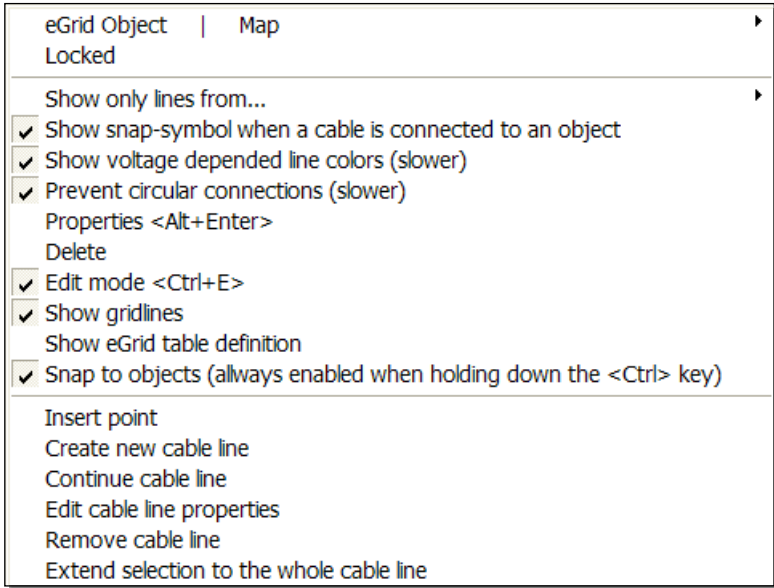 eGrid Object | Map
Locked
Show only lines from...
Show snap-symbol when a cable is connected to an object
Show voltage depended line colors (slower)
Prevent circular connections (slower)
Properties <Alt+Enter>
Delete
Edit mode <Ctrl+E>
Show gridlines
Show eGrid table definition
Snap to objects (allways enabled when holding down the <Ctrl> key)
Insert point
Create new cable line
Continue cable line
Edit cable line properties
Remove cable line
Extend selection to the whole cable line